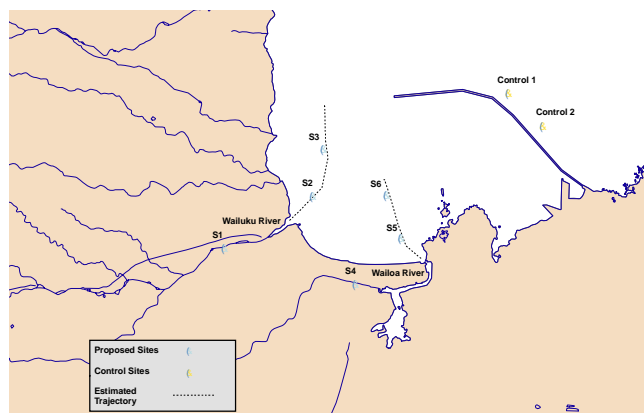 Control 1
Control 2
S3
S2
S6
Wailuku River
S1
S5
Wailoa River
S4
Proposed Sites
Control Sites
Estimated
Trajectory